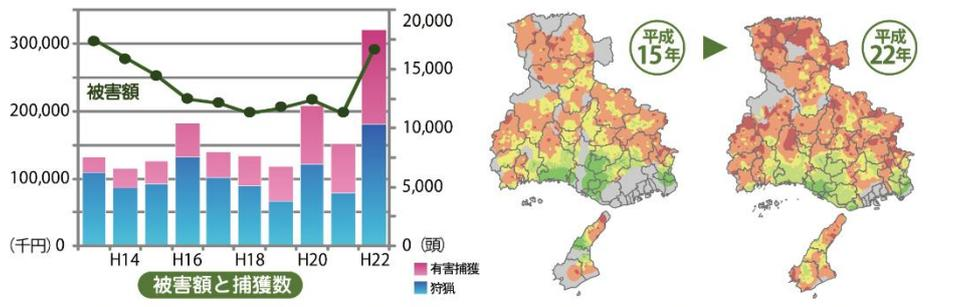 300,000
200,000
100,000
(千円) 0
被害額
20,000
15,000
10,000
5,000
0 (頭)
H14 H16 H18 H20 H22
有害捕獲
狩猟
被害額と捕獲数
平成
15年
平成
22年